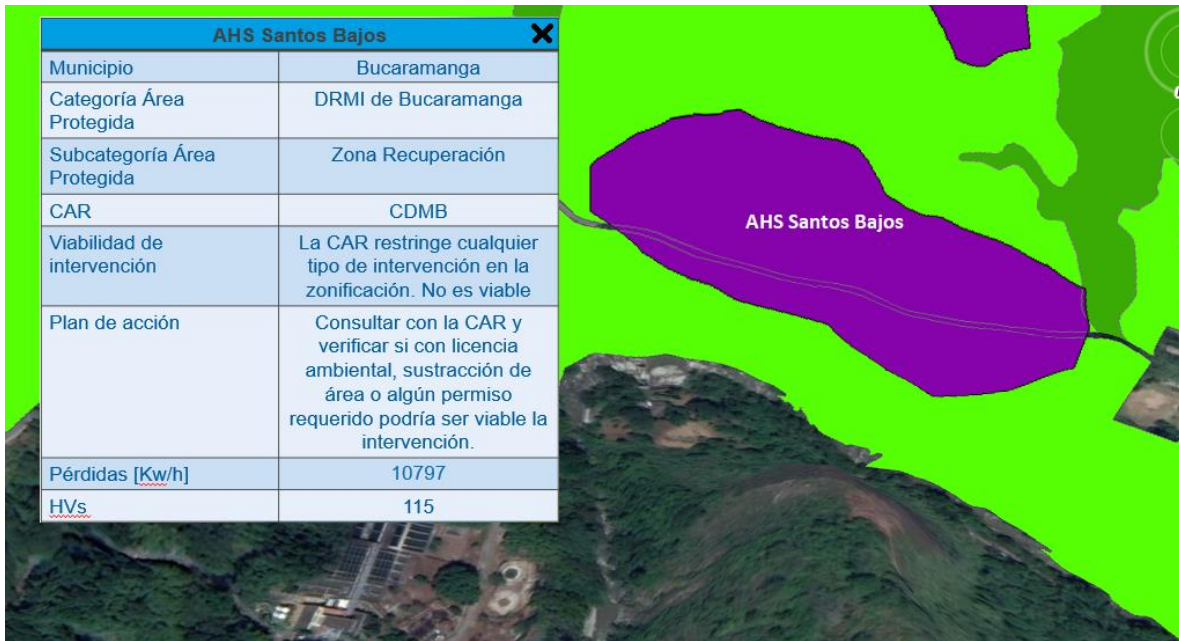 AHS Santos Bajos
Municipio
Bucaramanga
Categoría Área
Protegida
DRMI de Bucaramanga
Subcategoría Área
Protegida
Zona Recuperación
CAR
CDMB
Viabilidad de
intervención
La CAR restringe cualquier
tipo de intervención en la
zonificación. No es viable
Plan de acción
Consultar con la CAR y
verificar si con licencia
ambiental, sustracción de
área o algún permiso
requerido podría ser viable la
intervención.
Pérdidas [Kw/h]
10797
HVs
115
AHS Santos Bajos